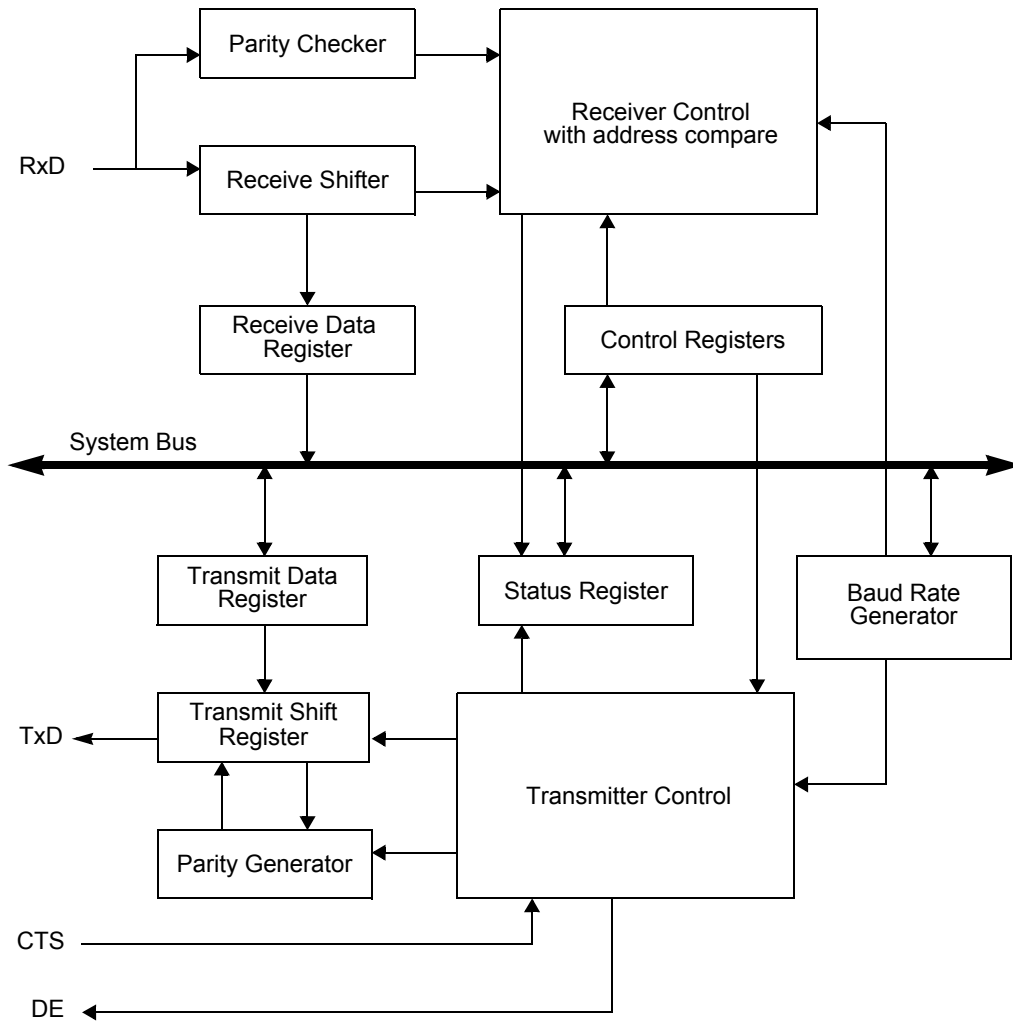 Parity Checker
Receiver Control
with address compare
RxD
Receive Shifter
Receive Data
Register
Control Registers
System Bus
Transmit Data
Register
Status Register
Baud Rate
Generator
Transmit Shift
Register
TxD
Transmitter Control
Parity Generator
CTS
DE